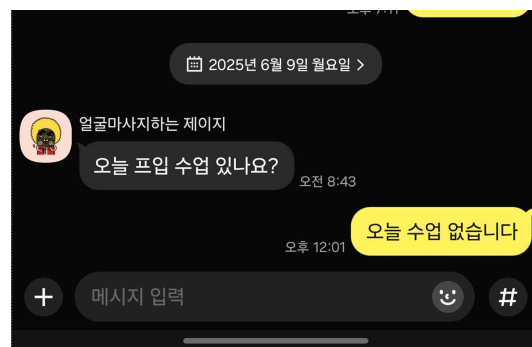 2025년 6월 9일 월요일 >
얼굴마사지하는 제이지
오늘 프입 수업 있나요?
오전 8:43
오늘 수업 없습니다
오후 12:01
메시지 입력
#